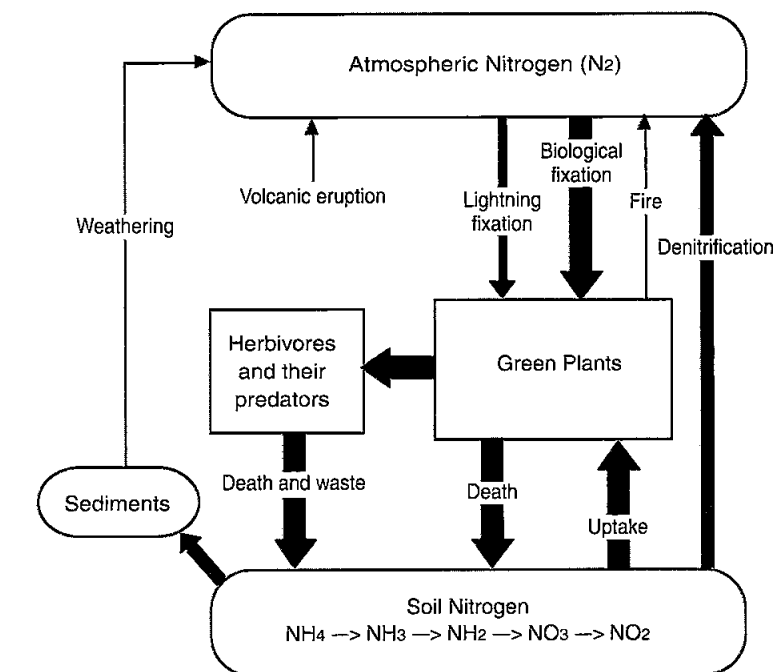 Atmospheric Nitrogen (N2)
Biological
fixation
Volcanic eruption
Lightning
fixation
Fire
Weathering
Denitrification
Herbivores
and their
predators
Green Plants
Death and waste
Death
Sediments
Uptake
Soil Nitrogen
NH4 –> NH3 –> NH2 –> NO3 –> NO2